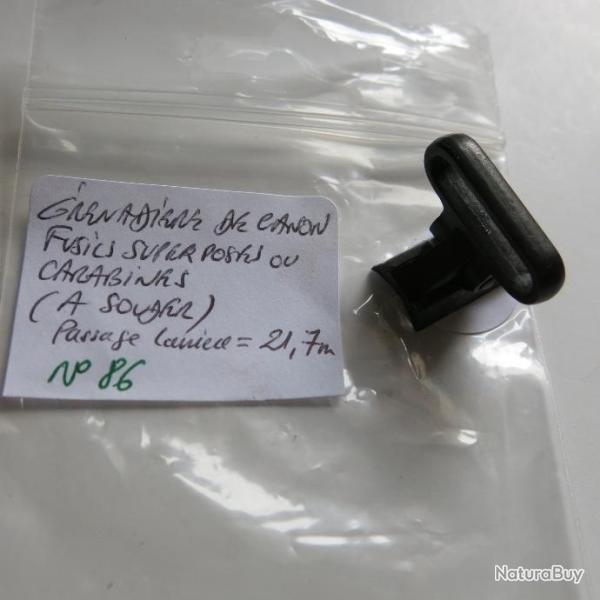 GRENADIERE DE CANON
FUSILS SUPERPOSES OU
CARABINES
(A SOUDER)
Passage lanière = 21,7m
N° 86
NaturaBuy